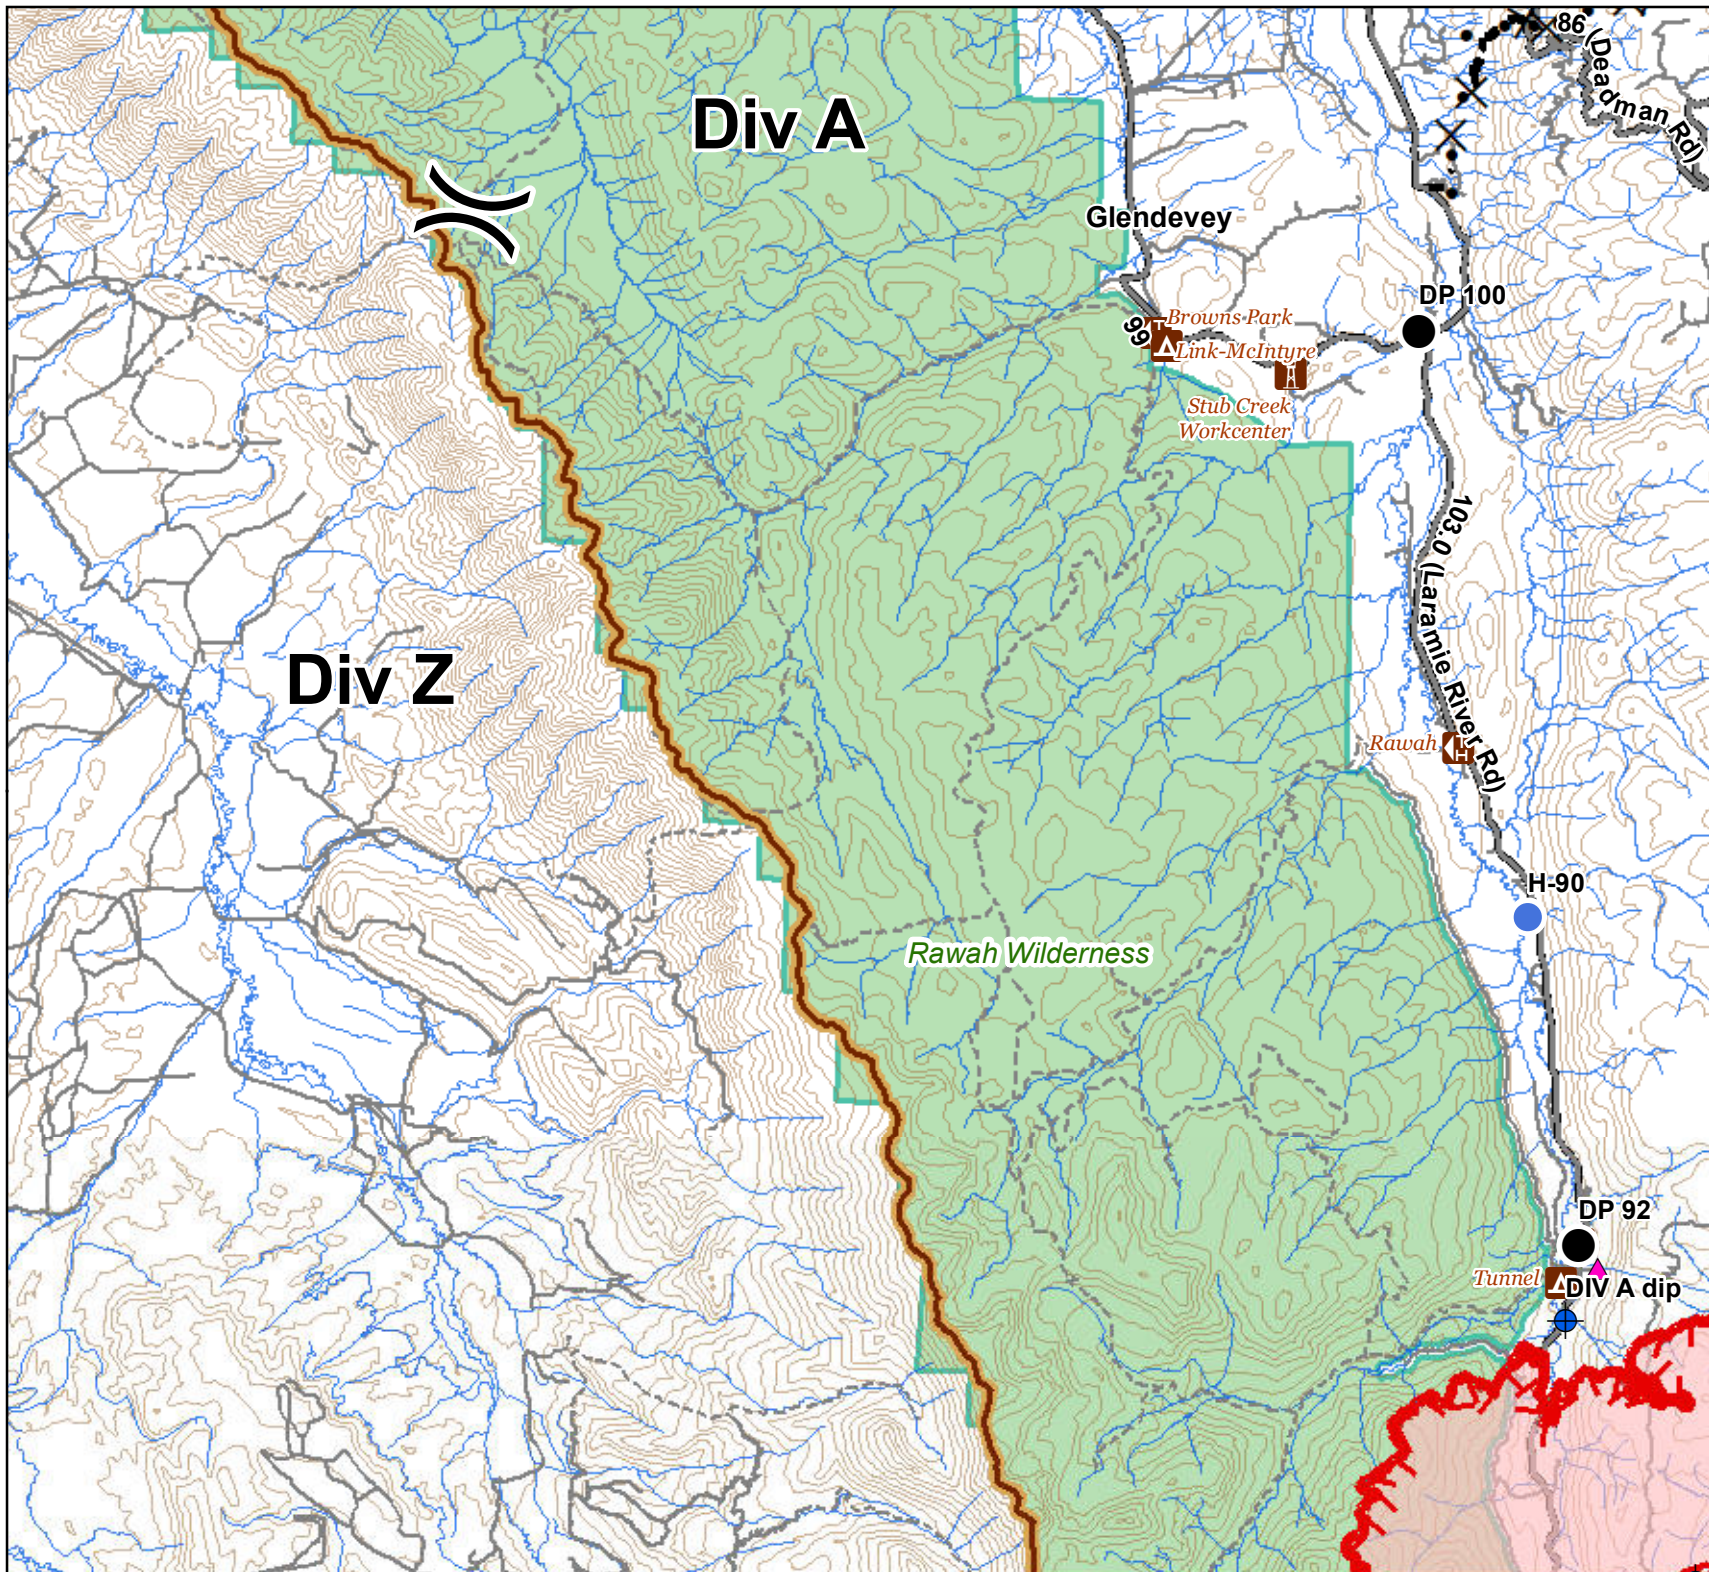 86 (Deadman Rd)
Div A
Glendevey
DP 100
99
Browns Park
Link-McIntyre
Stub Creek
Workcenter
103.0 (Laramie River Rd)
Div Z
Rawah
TH
H-90
Rawah Wilderness
DP 92
Tunnel
DIV A dip